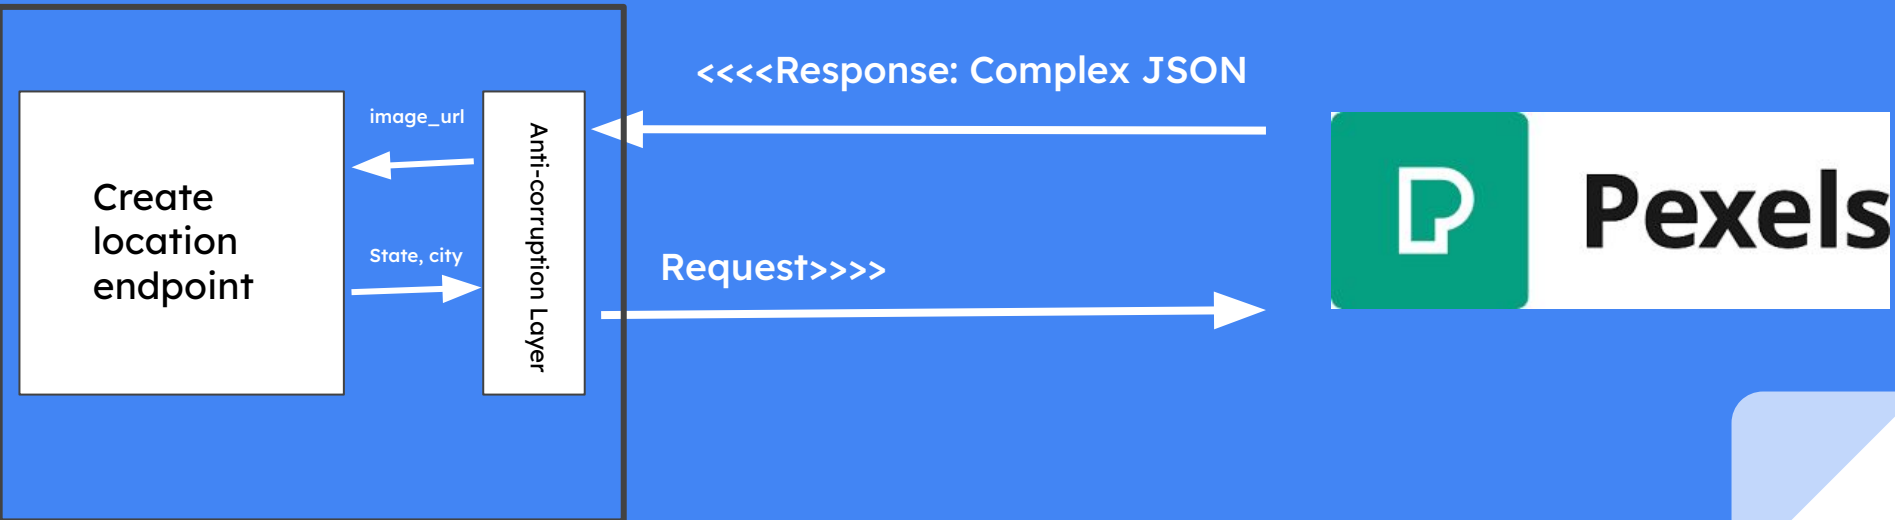 <<<<Response: Complex JSON
image_url
Create
location
endpoint
State, city
Anti-corruption Layer
Request>>>>
Pexels